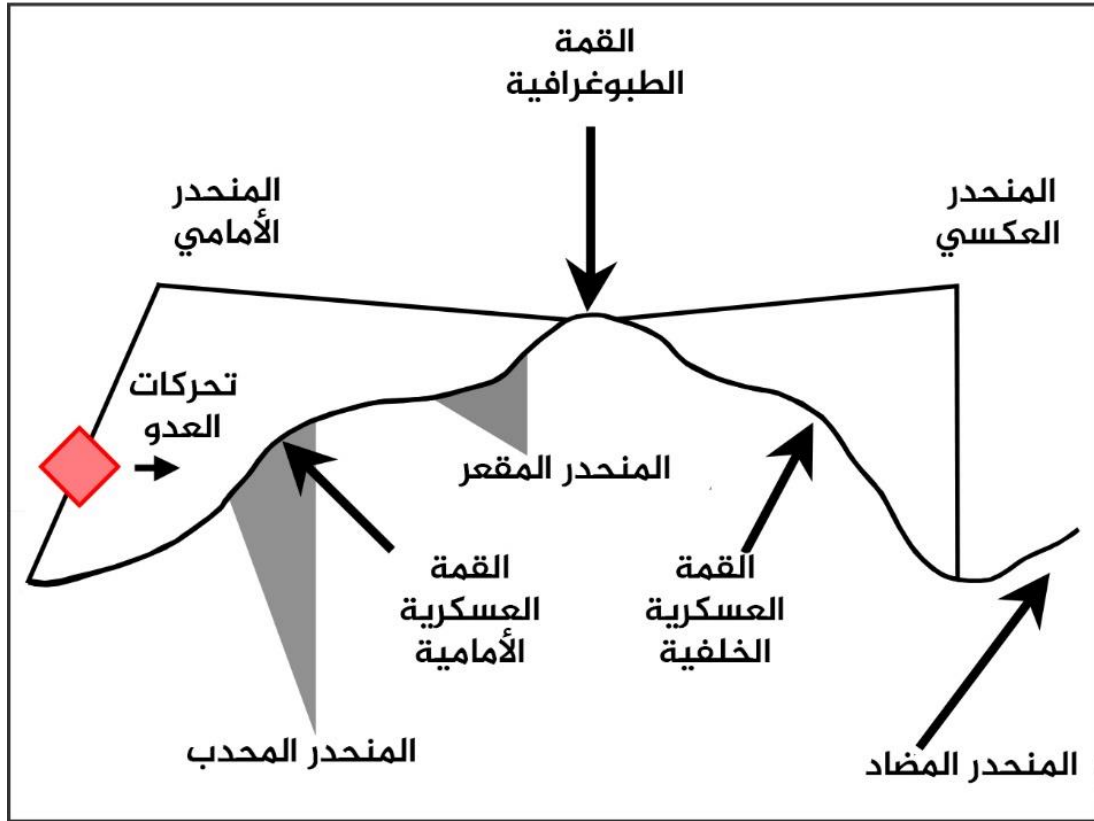 القمة
الطبوغرافية
المنحدر
العكسي
المنحدر
الأمامي
تحركات
العدو
المنحدر المقعر
القمة
العسكرية
الخلفية
القمة
العسكرية
الأمامية
المنحدر المحدب
المنحدر المضاد